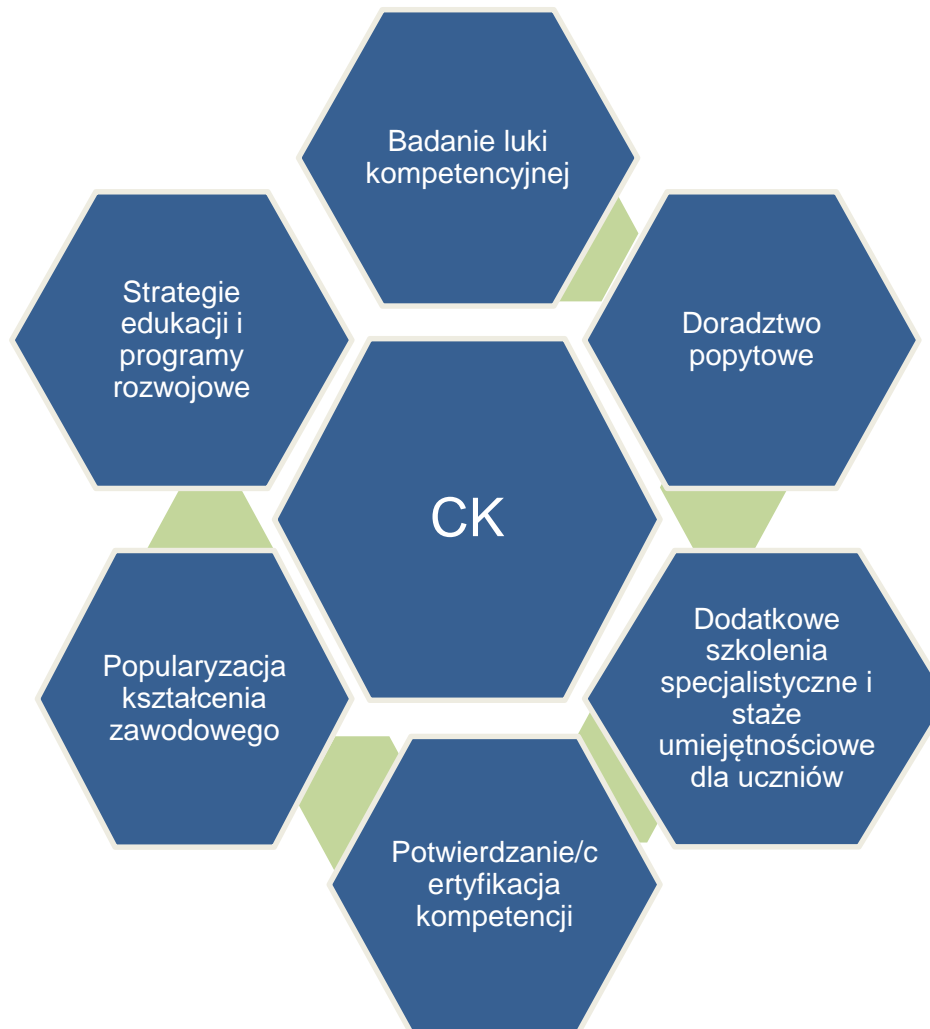 Badanie luki
kompetencyjnej
Doradztwo
popytowe
Dodatkowe
szkolenia
specjalistyczne i
staże
umiejętnościowe
dla uczniów
Potwierdzanie/c
ertyfikacja
kompetencji
Popularyzacja
kształcenia
zawodowego
Strategie
edukacji i
programy
rozwojowe
CK